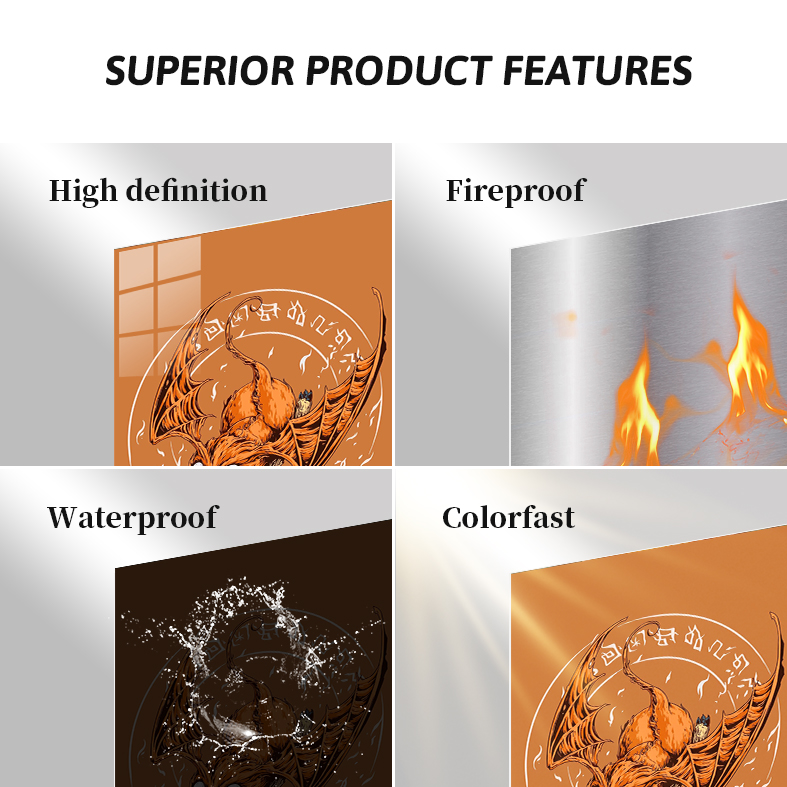 SUPERIOR PRODUCT FEATURES
High definition
Fireproof
Waterproof
Colorfast